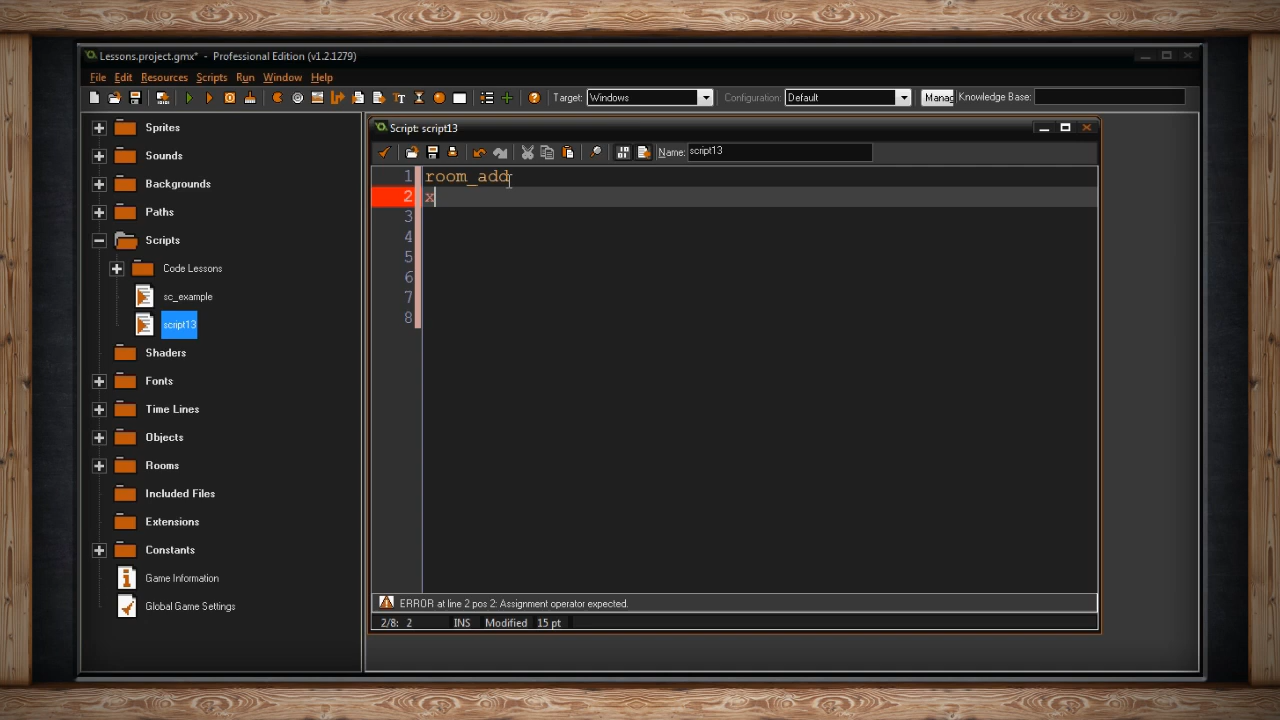 Lessons.project.gmx* - Professional Edition (v1.2.1279)
File Edit Resources Scripts Run Window Help
Target: Windows Configuration: Default Manag Knowledge Base:
Sprites
Sounds
Backgrounds
Paths
Scripts
Code Lessons
sc_example
script13
Shaders
Fonts
Time Lines
Objects
Rooms
Included Files
Extensions
Constants
Game Information
Global Game Settings
Script: script13
Name: script13
1 room_add
2 x
3
4
5
6
7
8
ERROR at line 2 pos 2: Assignment operator expected.
2/8: 2 INS Modified 15 pt